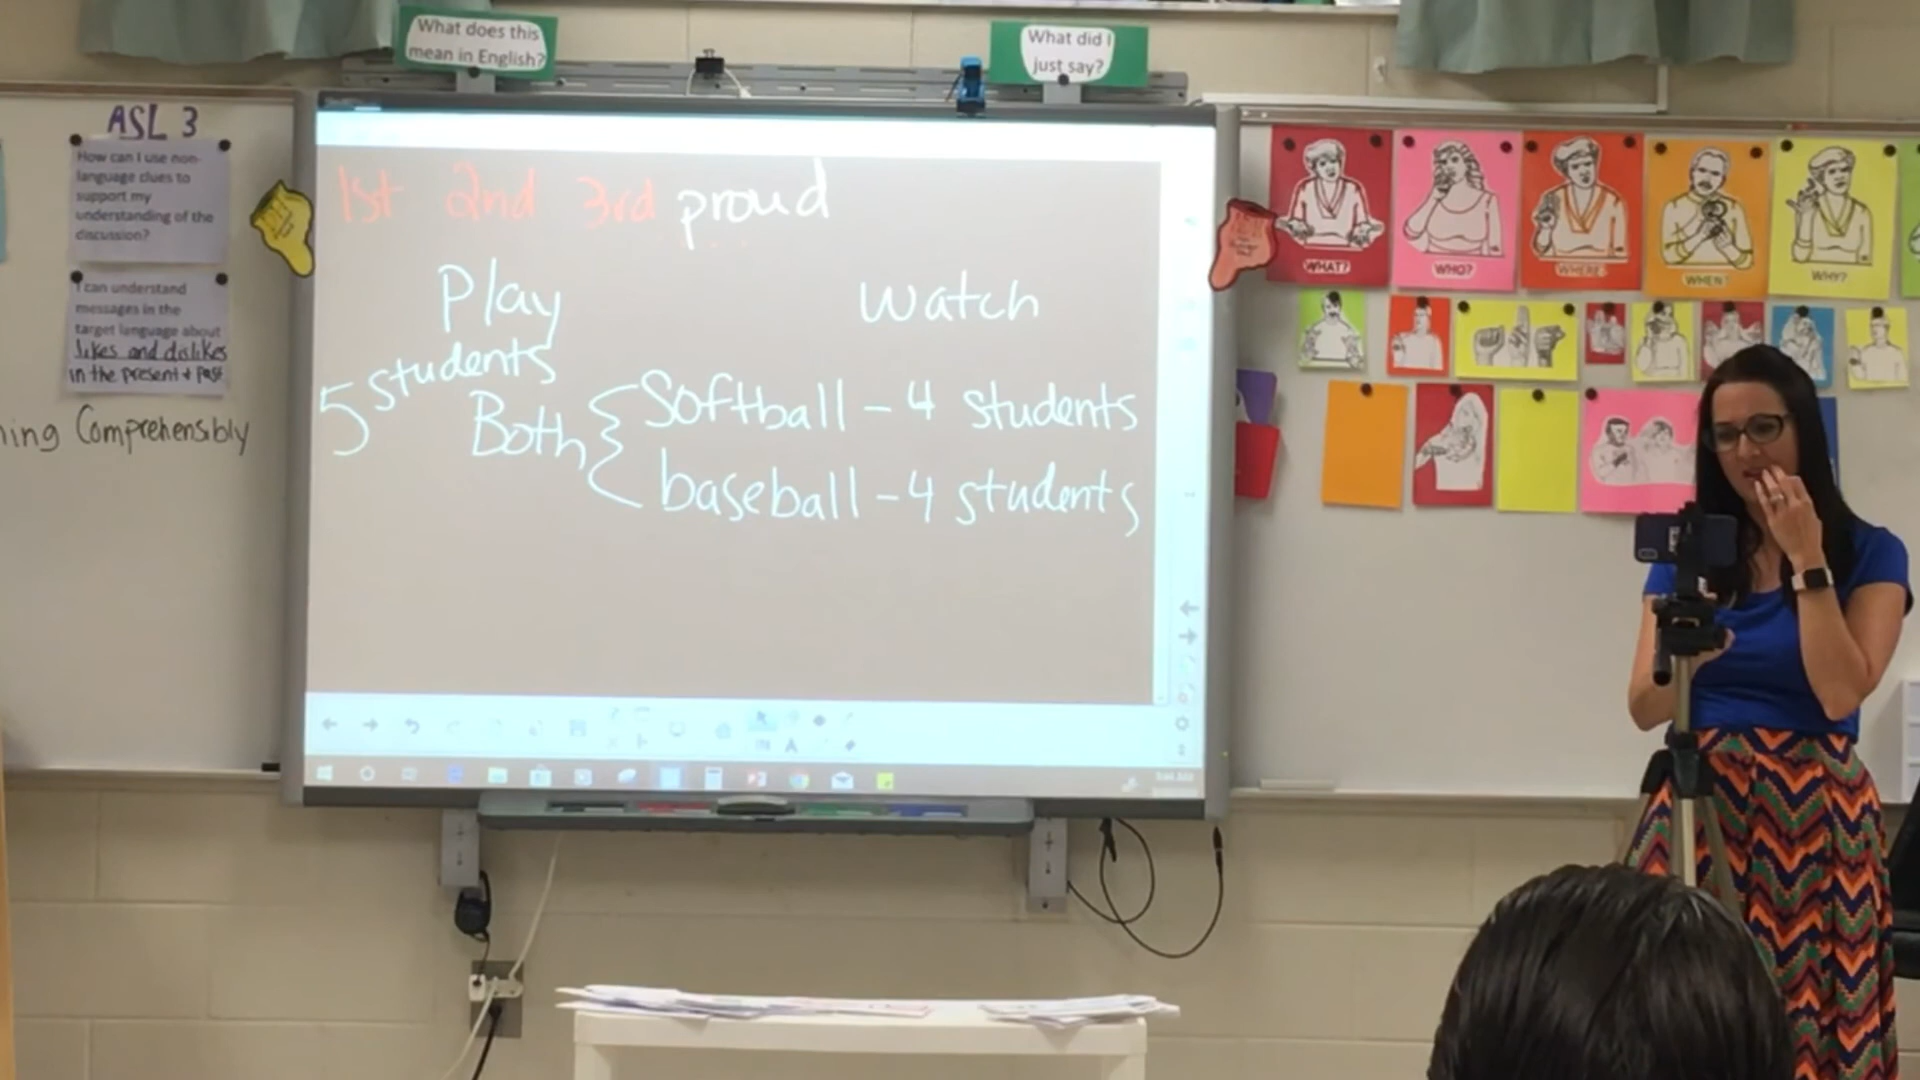 What does this
mean in English?
What did I
just say?
ASL 3
How can I use non-
language clues to
support my
understanding of the
discussion?
I can understand
messages in the
target language about
likes and dislikes
in the present + past
Comprehensibly
1st 2nd 3rd proud
Play
watch
5 students
Both { Softball – 4 students
baseball – 4 students
WHAT?
WHO?
WHERE?
WHEN?
WHY?